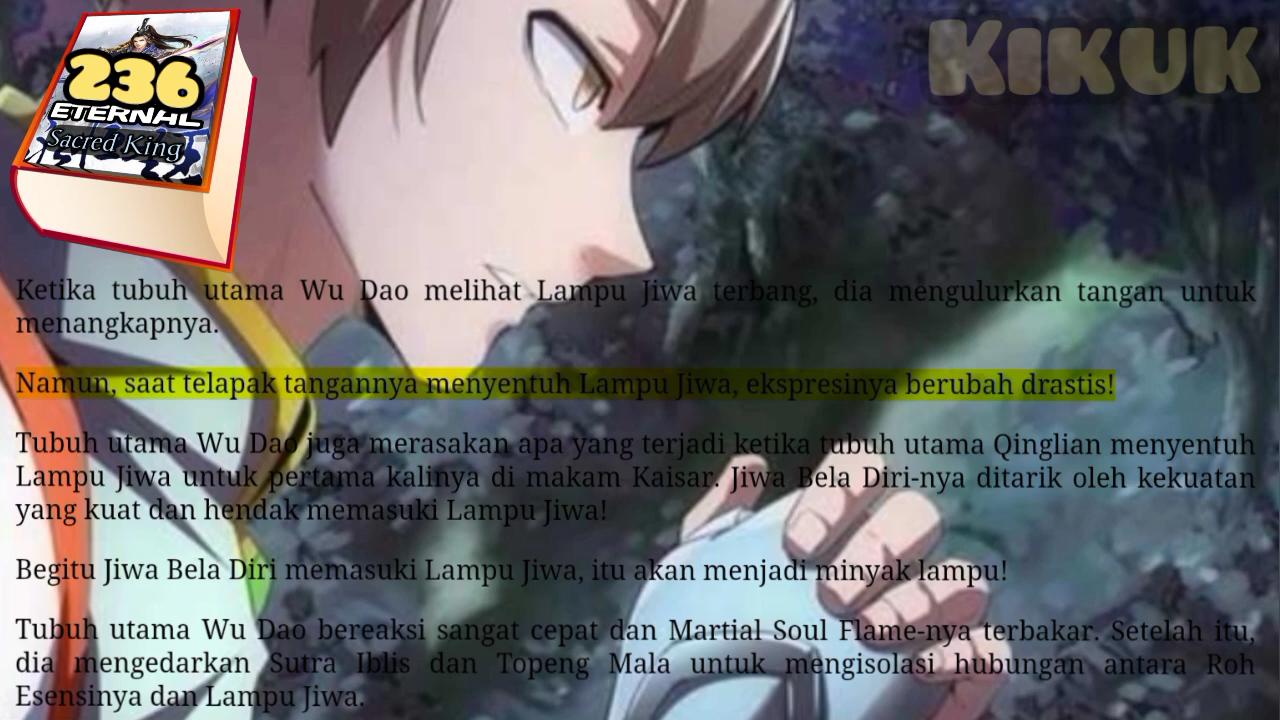 236
ETERNAL
Sacred King
KIKUK
Ketika tubuh utama Wu Dao melihat Lampu Jiwa terbang, dia mengulurkan tangan untuk
menangkapnya.
Namun, saat telapak tangannya menyentuh Lampu Jiwa, ekspresinya berubah drastis!
Tubuh utama Wu Dao juga merasakan apa yang terjadi ketika tubuh utama Qinglian menyentuh
Lampu Jiwa untuk pertama kalinya di makam Kaisar. Jiwa Bela Diri-nya ditarik oleh kekuatan
yang kuat dan hendak memasuki Lampu Jiwa!
Begitu Jiwa Bela Diri memasuki Lampu Jiwa, itu akan menjadi minyak lampu!
Tubuh utama Wu Dao bereaksi sangat cepat dan Martial Soul Flame-nya terbakar. Setelah itu,
dia mengedarkan Sutra Iblis dan Topeng Mala untuk mengisolasi hubungan antara Roh
Esensinya dan Lampu Jiwa.